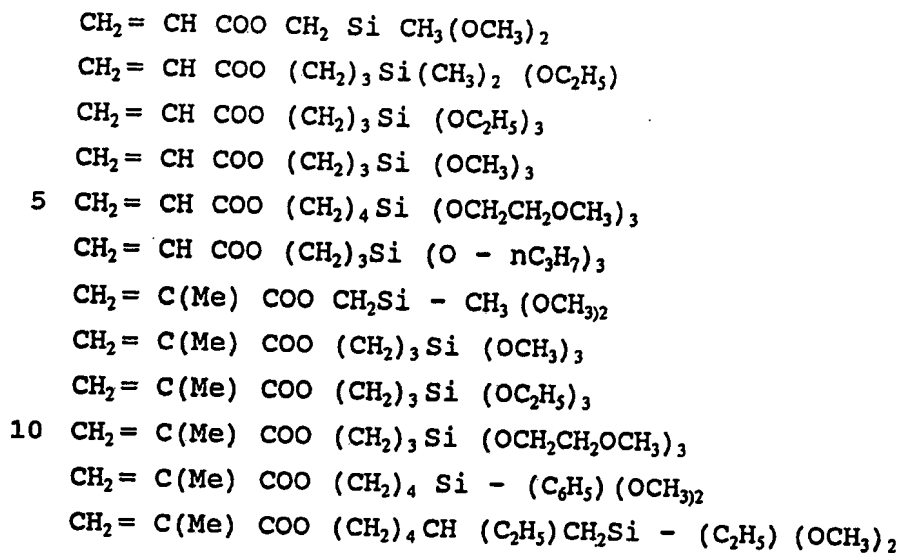 CH₂= CH COO CH₂ Si CH₃(OCH₃)₂
CH₂= CH COO (CH₂)₃Si(CH₃)₂ (OC₂H₅)
CH₂= CH COO (CH₂)₃Si (OC₂H₅)₃
CH₂= CH COO (CH₂)₃Si (OCH₃)₃
5 CH₂= CH COO (CH₂)₄Si (OCH₂CH₂OCH₃)₃
CH₂= CH COO (CH₂)₃Si (O - nC₃H₇)₃
CH₂= C(Me) COO CH₂Si - CH₃ (OCH₃₎₂
CH₂= C(Me) COO (CH₂)₃Si (OCH₃)₃
CH₂= C(Me) COO (CH₂)₃Si (OC₂H₅)₃
10 CH₂= C(Me) COO (CH₂)₃Si (OCH₂CH₂OCH₃)₃
CH₂= C(Me) COO (CH₂)₄ Si - (C₆H₅) (OCH₃₎₂
CH₂= C(Me) COO (CH₂)₄CH (C₂H₅)CH₂Si - (C₂H₅) (OCH₃)₂